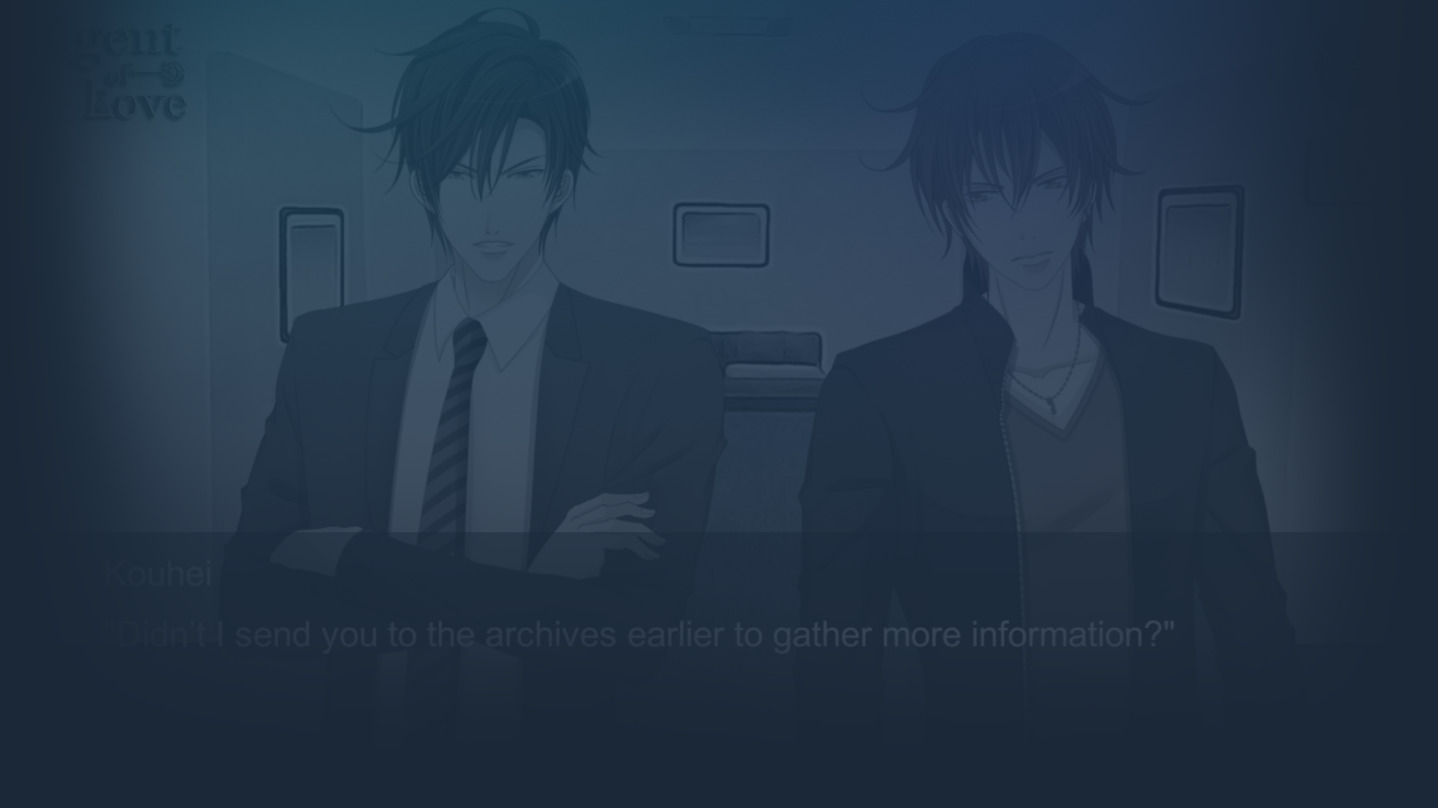 gent
of
Love
Kouhei
"Didn't I send you to the archives earlier to gather more information?"